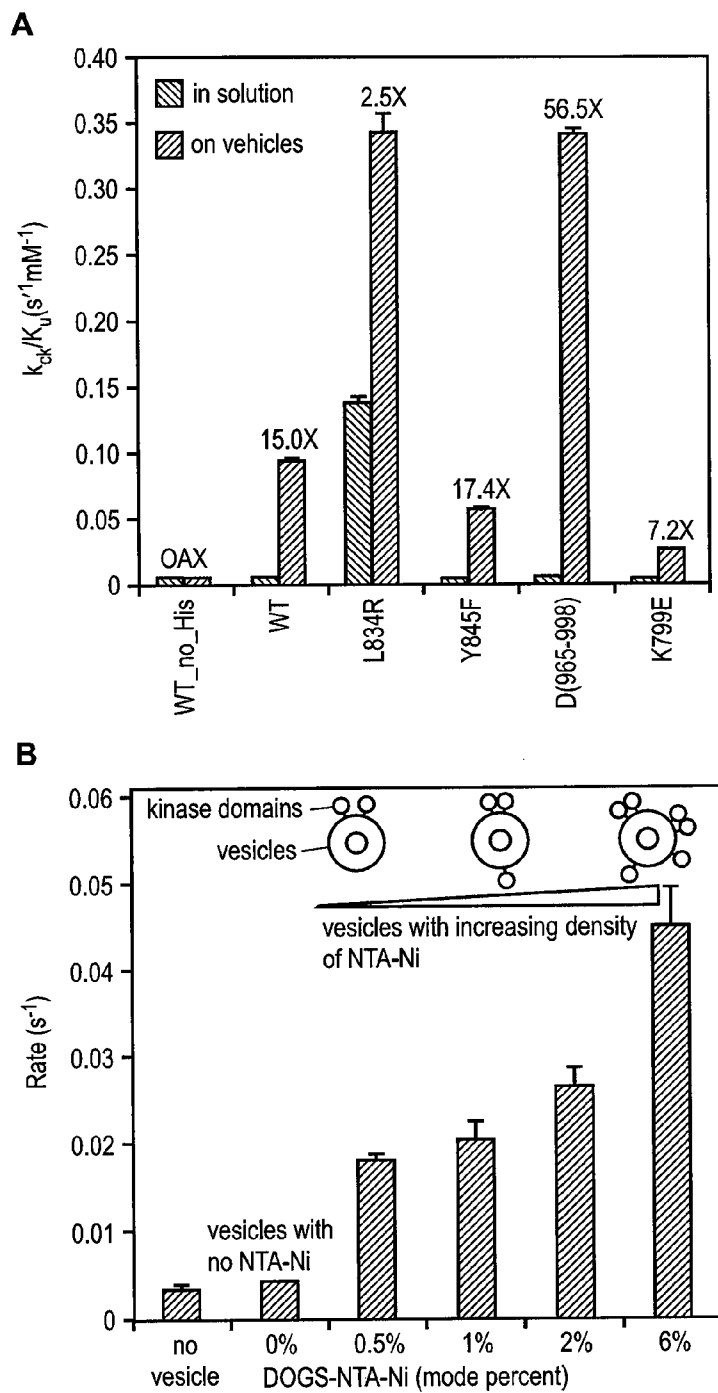 A
0.40
0.35
0.30
0.25
0.20
0.15
0.10
0.05
0
k_ck/K_u(s'^1mM^-1)
in solution
on vehicles
OAX
15.0X
2.5X
17.4X
56.5X
7.2X
WT_no_His
WT
L834R
Y845F
D(965-998)
K799E
B
0.06
0.05
0.04
0.03
0.02
0.01
0
Rate (s^-1)
kinase domains
vesicles
vesicles with increasing density
of NTA-Ni
vesicles with
no NTA-Ni
no
vesicle
0%
0.5%
1%
2%
6%
DOGS-NTA-Ni (mode percent)